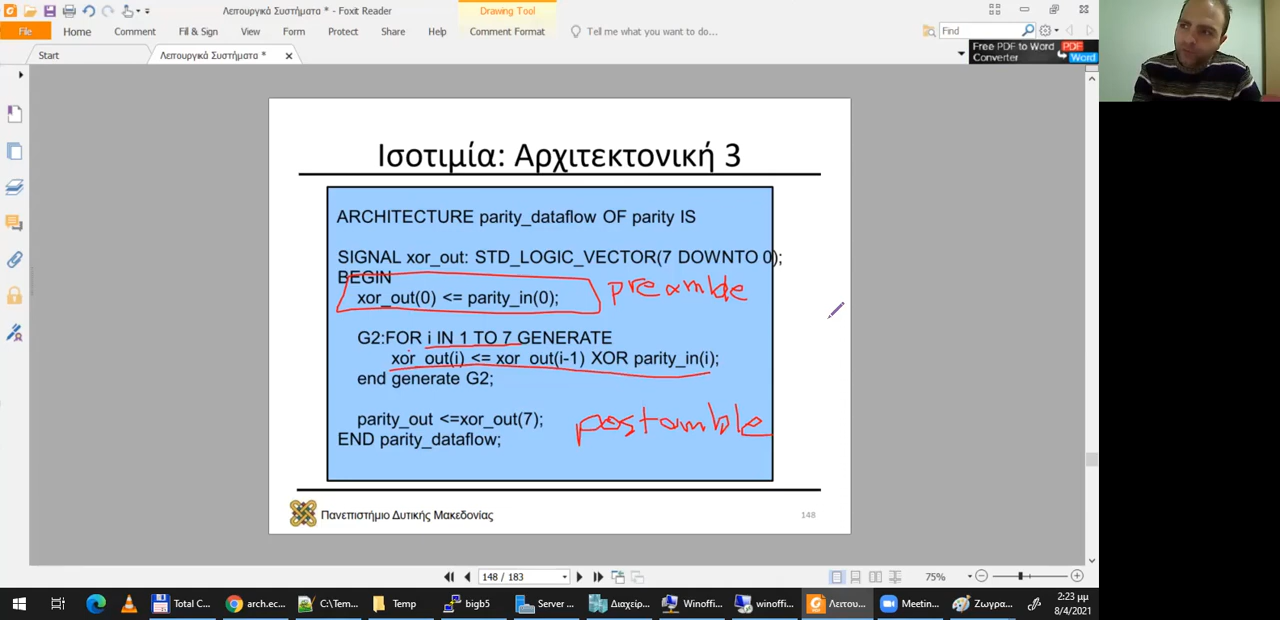 Λειτουργικά Συστήματα * - Foxit Reader
Drawing Tool
File Home Comment Fill & Sign View Form Protect Share Help Comment Format Tell me what you want to do... Find
Start Λειτουργικά Συστήματα *
Free PDF to Word PDF
Converter Word
Ισοτιμία: Αρχιτεκτονική 3
ARCHITECTURE parity_dataflow OF parity IS
SIGNAL xor_out: STD_LOGIC_VECTOR(7 DOWNTO 0);
BEGIN
xor_out(0) <= parity_in(0);
preamble
G2:FOR i IN 1 TO 7 GENERATE
xor_out(i) <= xor_out(i-1) XOR parity_in(i);
end generate G2;
parity_out <=xor_out(7);
postamble
END parity_dataflow;
Πανεπιστήμιο Δυτικής Μακεδονίας
148
148 / 183
75%
Total C... arch.ec... C:\Tem... Temp bigb5 Server ... Διαχείρι... Winoffi... winoffi... Λειτου... Meetin... Ζωγρα...
2:23 μμ
8/4/2021